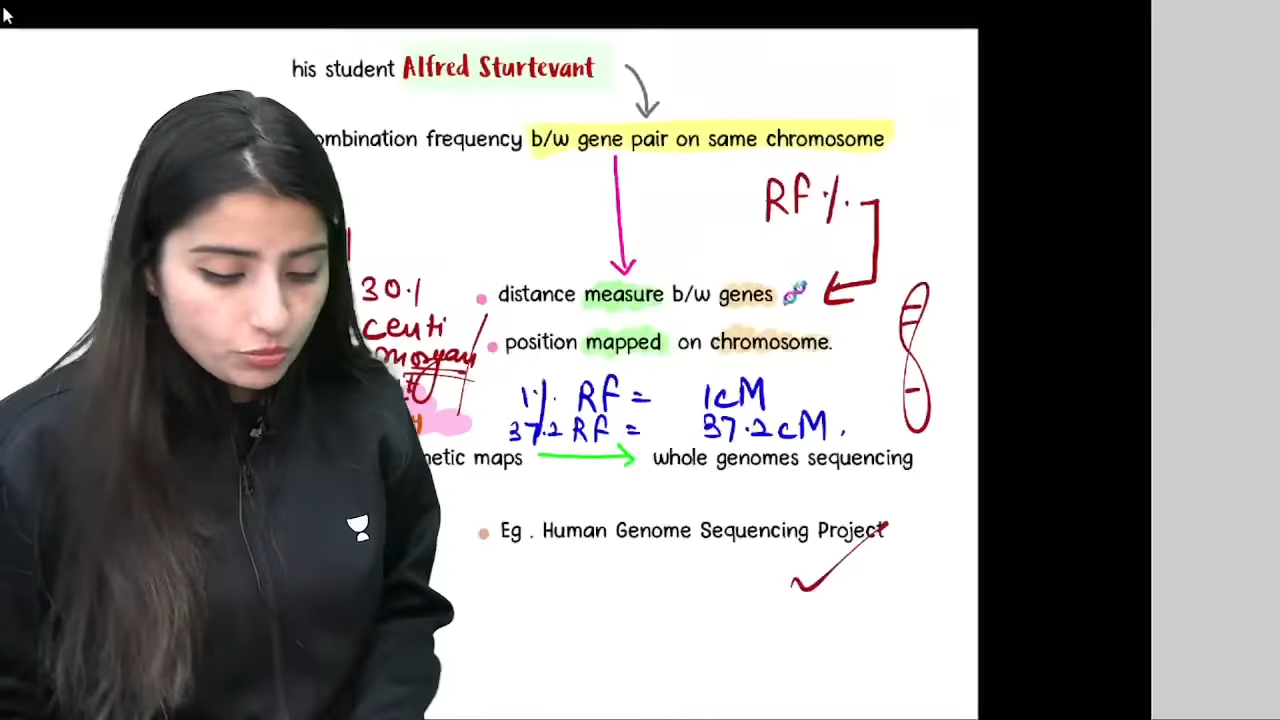 his student Alfred Sturtevant
ombination frequency b/w gene pair on same chromosome
Rf %.
30%
distance measure b/w genes
centi
position mapped on chromosome.
morgan
1% Rf = 1cM
37.2 Rf = 37.2cM.
netic maps whole genomes sequencing
Eg . Human Genome Sequencing Project